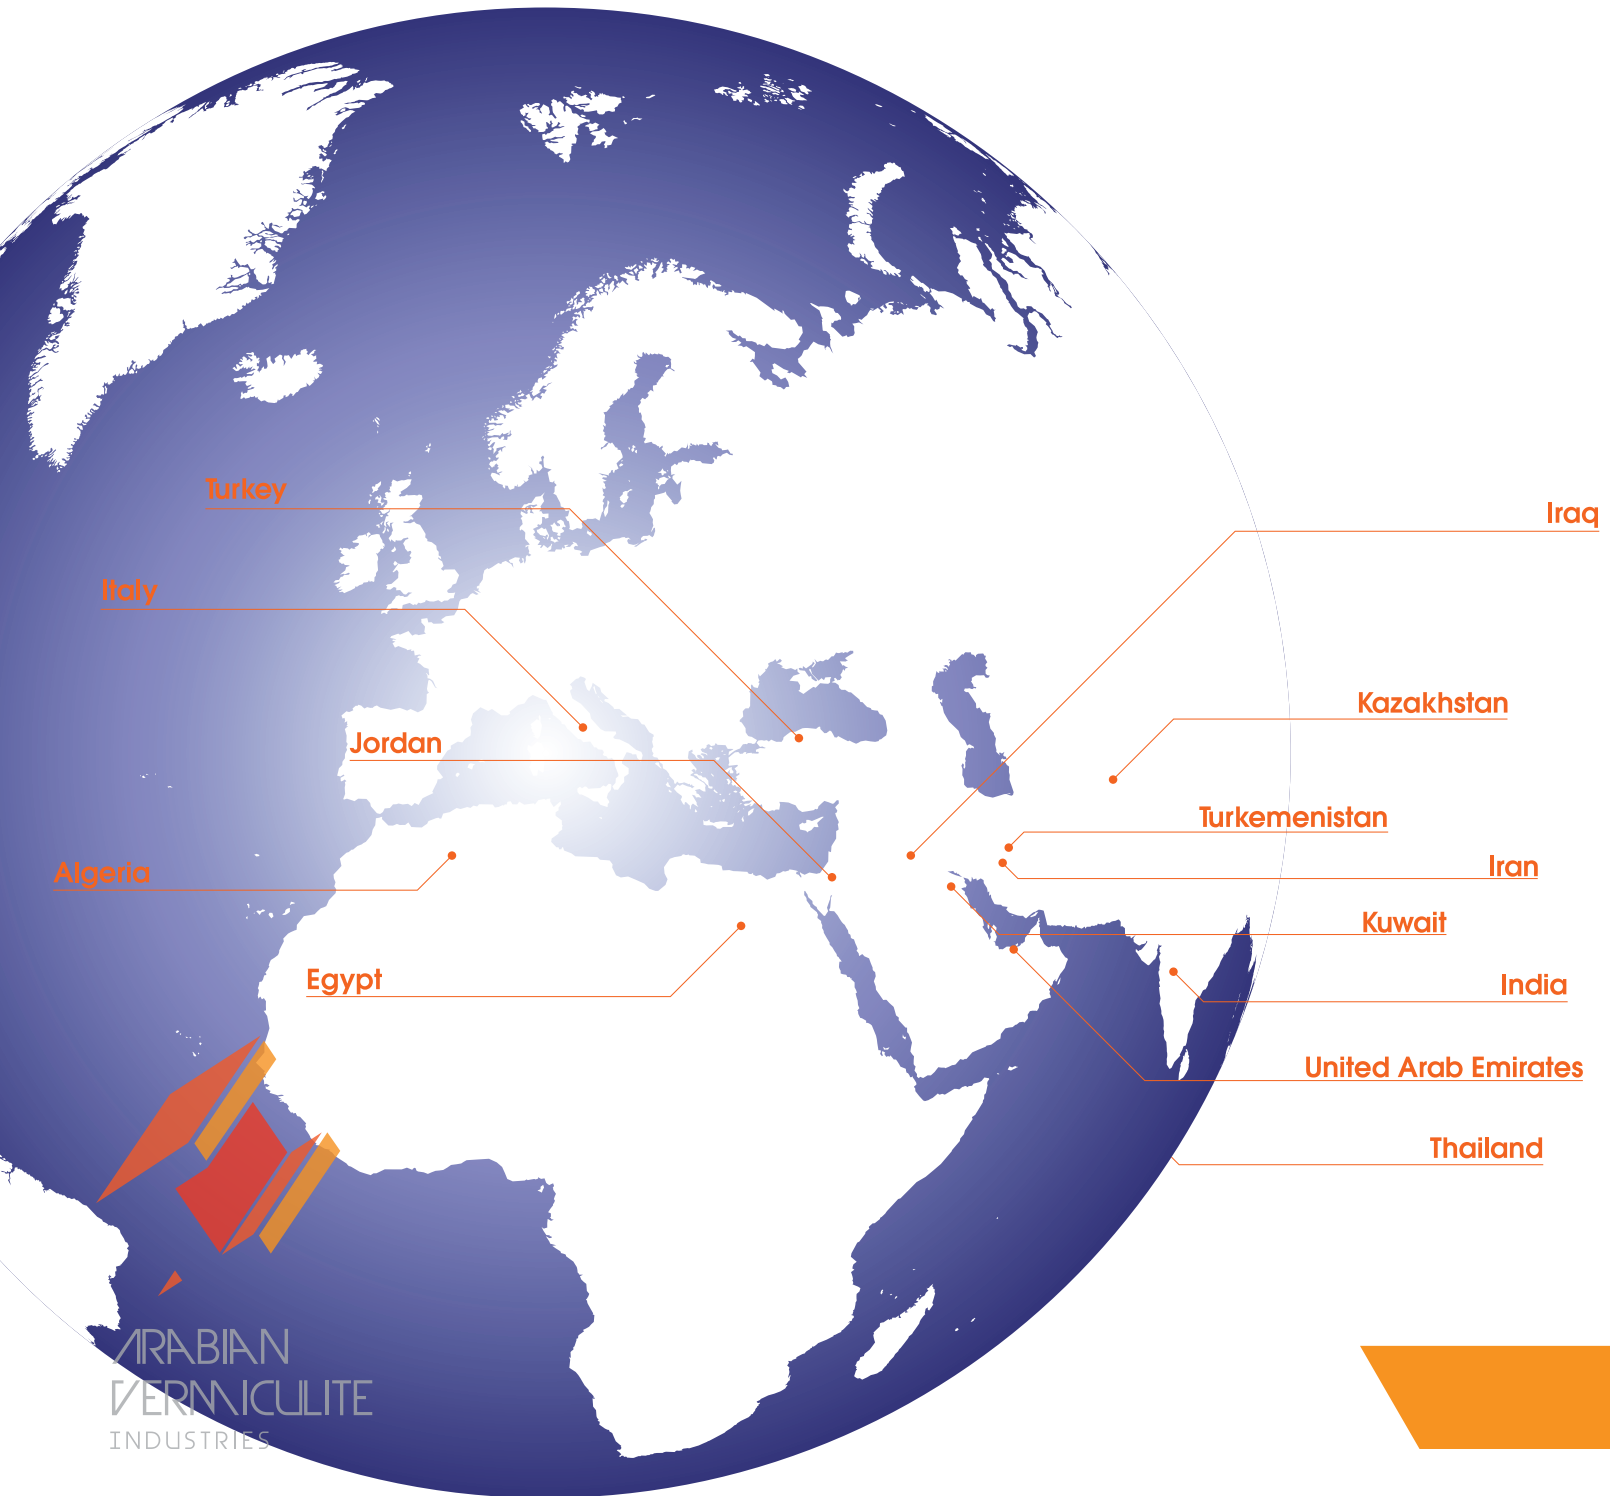 Turkey
Iraq
Italy
Kazakhstan
Jordan
Turkemenistan
Algeria
Iran
Kuwait
Egypt
India
United Arab Emirates
Thailand
ARABIAN
VERMICULITE
INDUSTRIES